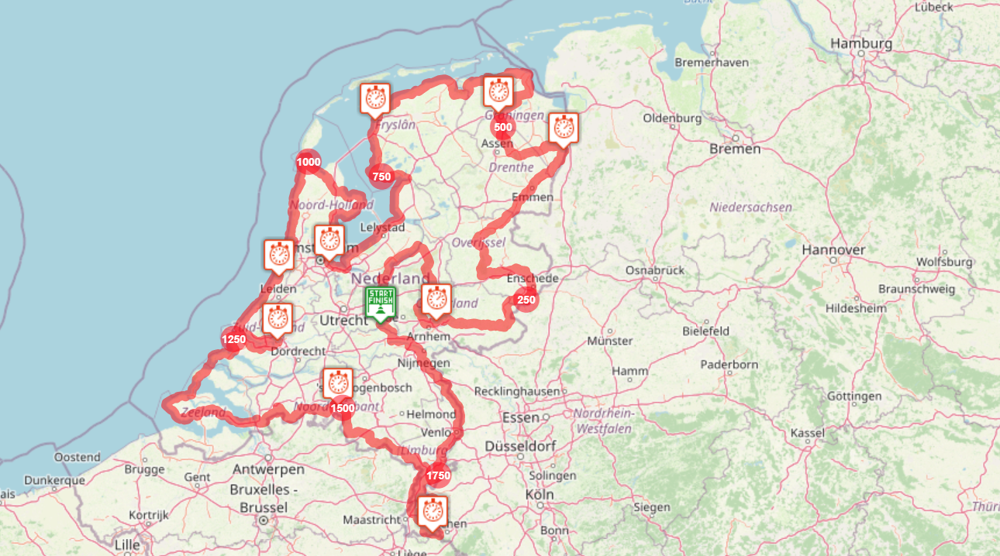 Lübeck
Hamburg
Bremerhaven
Oldenburg
Bremen
Groningen
500
Fryslân
Assen
Drenthe
1000
750
Emmen
Niedersachsen
Noord-Holland
Lelystad
Overijssel
Hannover
Wolfsburg
Osnabrück
Braunschweig
Enschede
Nederland
Leiden
START
FINISH
250
Hildesheim
Utrecht
Arnhem
Bielefeld
Münster
1250
Dordrecht
Nijmegen
Paderborn
Hamm
Recklinghausen
Göttingen
Zeeland
1500
Helmond
Essen
Nordrhein-
Westfalen
Venlo
Kassel
Limburg
Düsseldorf
Oostend
Brugge
Antwerpen
Gent
1750
Solingen
Dunkerque
Bruxelles -
Brussel
Köln
Siegen
Kortrijk
Maastricht
Bonn
Lille
Liège